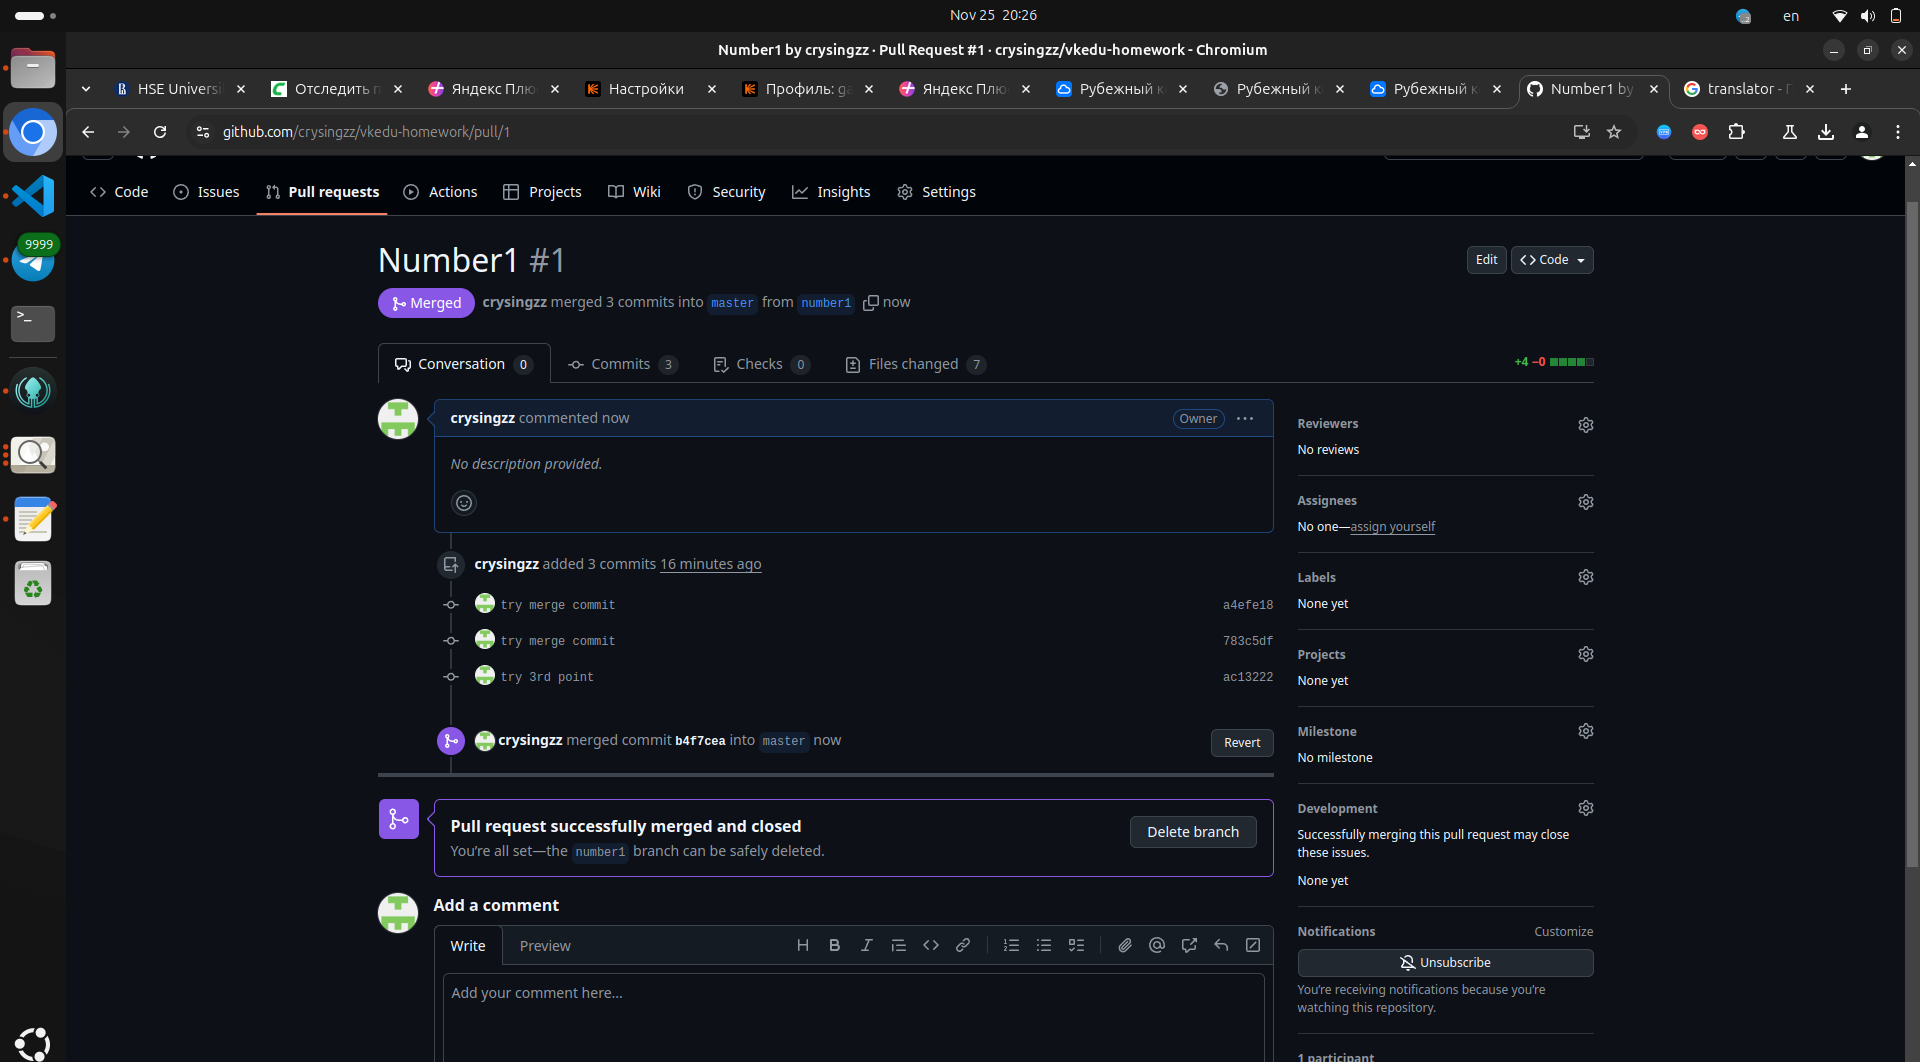 Nov 25 20:26
en
Number1 by crysingzz · Pull Request #1 · crysingzz/vkedu-homework - Chromium
HSE Universi
Отследить п
Яндекс Плю
Настройки
Профиль: ga
Яндекс Плю
Рубежный к
Рубежный к
Рубежный к
Number1 by
translator - П
github.com/crysingzz/vkedu-homework/pull/1
9999
Code
Issues
Pull requests
Actions
Projects
Wiki
Security
Insights
Settings
Number1 #1
Edit
Code
Merged
crysingzz merged 3 commits into master from number1 now
Conversation 0
Commits 3
Checks 0
Files changed 7
+4 −0
crysingzz commented now
Owner
No description provided.
crysingzz added 3 commits 16 minutes ago
try merge commit a4efe18
try merge commit 783c5df
try 3rd point ac13222
crysingzz merged commit b4f7cea into master now
Revert
Pull request successfully merged and closed
You're all set—the number1 branch can be safely deleted.
Delete branch
Add a comment
Write
Preview
Add your comment here...
Reviewers
No reviews
Assignees
No one—assign yourself
Labels
None yet
Projects
None yet
Milestone
No milestone
Development
Successfully merging this pull request may close
these issues.
None yet
Notifications
Customize
Unsubscribe
You're receiving notifications because you're
watching this repository.
1 participant